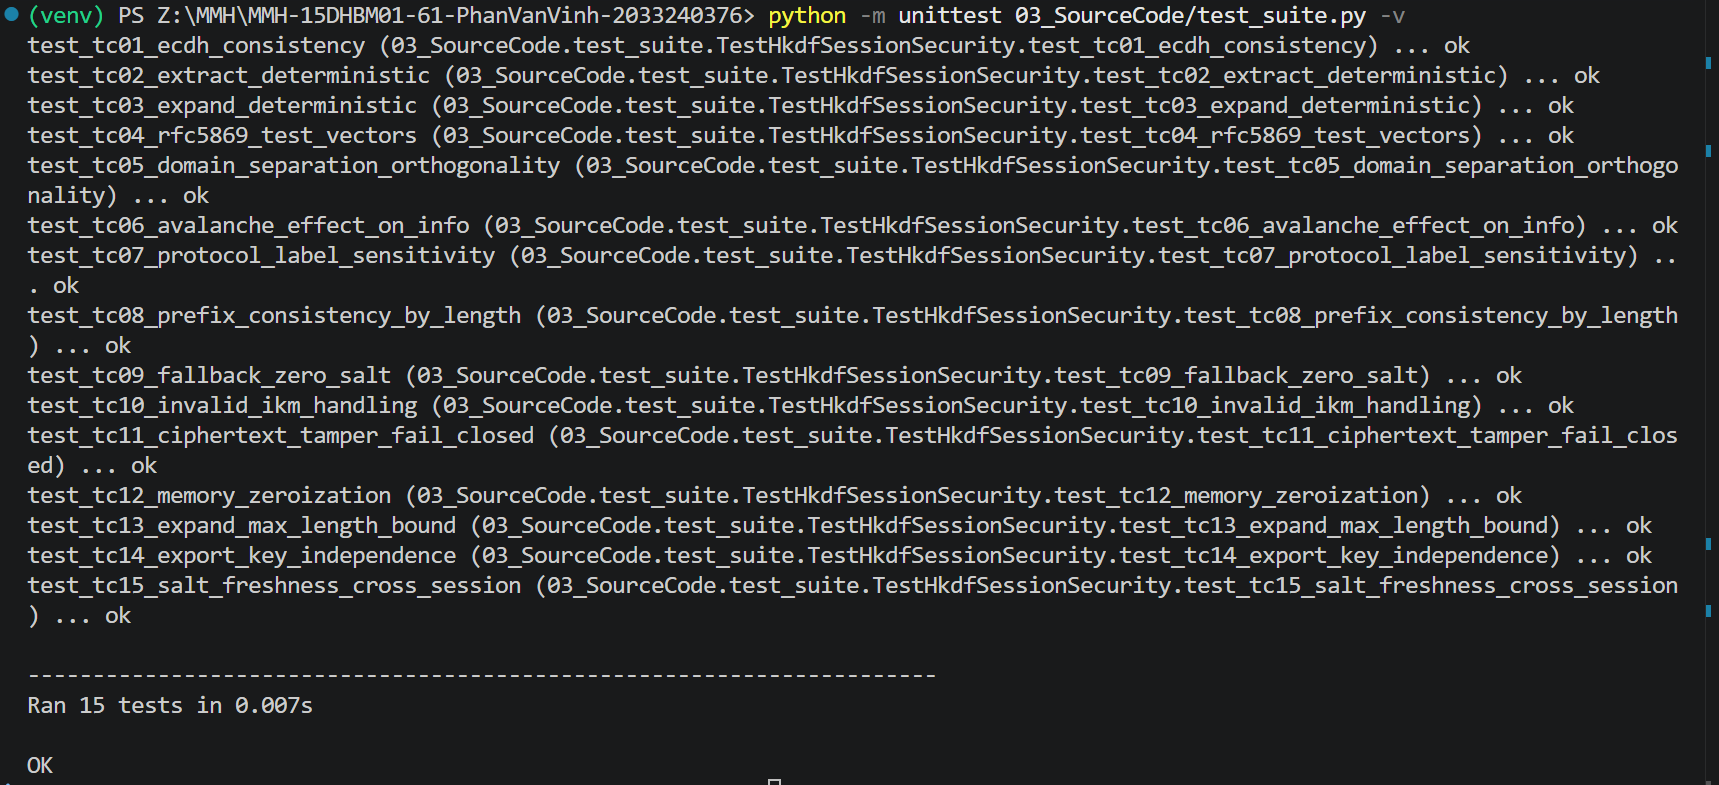 (venv) PS Z:\MMH\MMH-15DHBM01-61-PhanVanVinh-2033240376> python -m unittest 03_SourceCode/test_suite.py -v
test_tc01_ecdh_consistency (03_SourceCode.test_suite.TestHkdfSessionSecurity.test_tc01_ecdh_consistency) ... ok
test_tc02_extract_deterministic (03_SourceCode.test_suite.TestHkdfSessionSecurity.test_tc02_extract_deterministic) ... ok
test_tc03_expand_deterministic (03_SourceCode.test_suite.TestHkdfSessionSecurity.test_tc03_expand_deterministic) ... ok
test_tc04_rfc5869_test_vectors (03_SourceCode.test_suite.TestHkdfSessionSecurity.test_tc04_rfc5869_test_vectors) ... ok
test_tc05_domain_separation_orthogonality (03_SourceCode.test_suite.TestHkdfSessionSecurity.test_tc05_domain_separation_orthogo
nality) ... ok
test_tc06_avalanche_effect_on_info (03_SourceCode.test_suite.TestHkdfSessionSecurity.test_tc06_avalanche_effect_on_info) ... ok
test_tc07_protocol_label_sensitivity (03_SourceCode.test_suite.TestHkdfSessionSecurity.test_tc07_protocol_label_sensitivity) ..
. ok
test_tc08_prefix_consistency_by_length (03_SourceCode.test_suite.TestHkdfSessionSecurity.test_tc08_prefix_consistency_by_length
) ... ok
test_tc09_fallback_zero_salt (03_SourceCode.test_suite.TestHkdfSessionSecurity.test_tc09_fallback_zero_salt) ... ok
test_tc10_invalid_ikm_handling (03_SourceCode.test_suite.TestHkdfSessionSecurity.test_tc10_invalid_ikm_handling) ... ok
test_tc11_ciphertext_tamper_fail_closed (03_SourceCode.test_suite.TestHkdfSessionSecurity.test_tc11_ciphertext_tamper_fail_clos
ed) ... ok
test_tc12_memory_zeroization (03_SourceCode.test_suite.TestHkdfSessionSecurity.test_tc12_memory_zeroization) ... ok
test_tc13_expand_max_length_bound (03_SourceCode.test_suite.TestHkdfSessionSecurity.test_tc13_expand_max_length_bound) ... ok
test_tc14_export_key_independence (03_SourceCode.test_suite.TestHkdfSessionSecurity.test_tc14_export_key_independence) ... ok
test_tc15_salt_freshness_cross_session (03_SourceCode.test_suite.TestHkdfSessionSecurity.test_tc15_salt_freshness_cross_session
) ... ok
----------------------------------------------------------------------
Ran 15 tests in 0.007s
OK